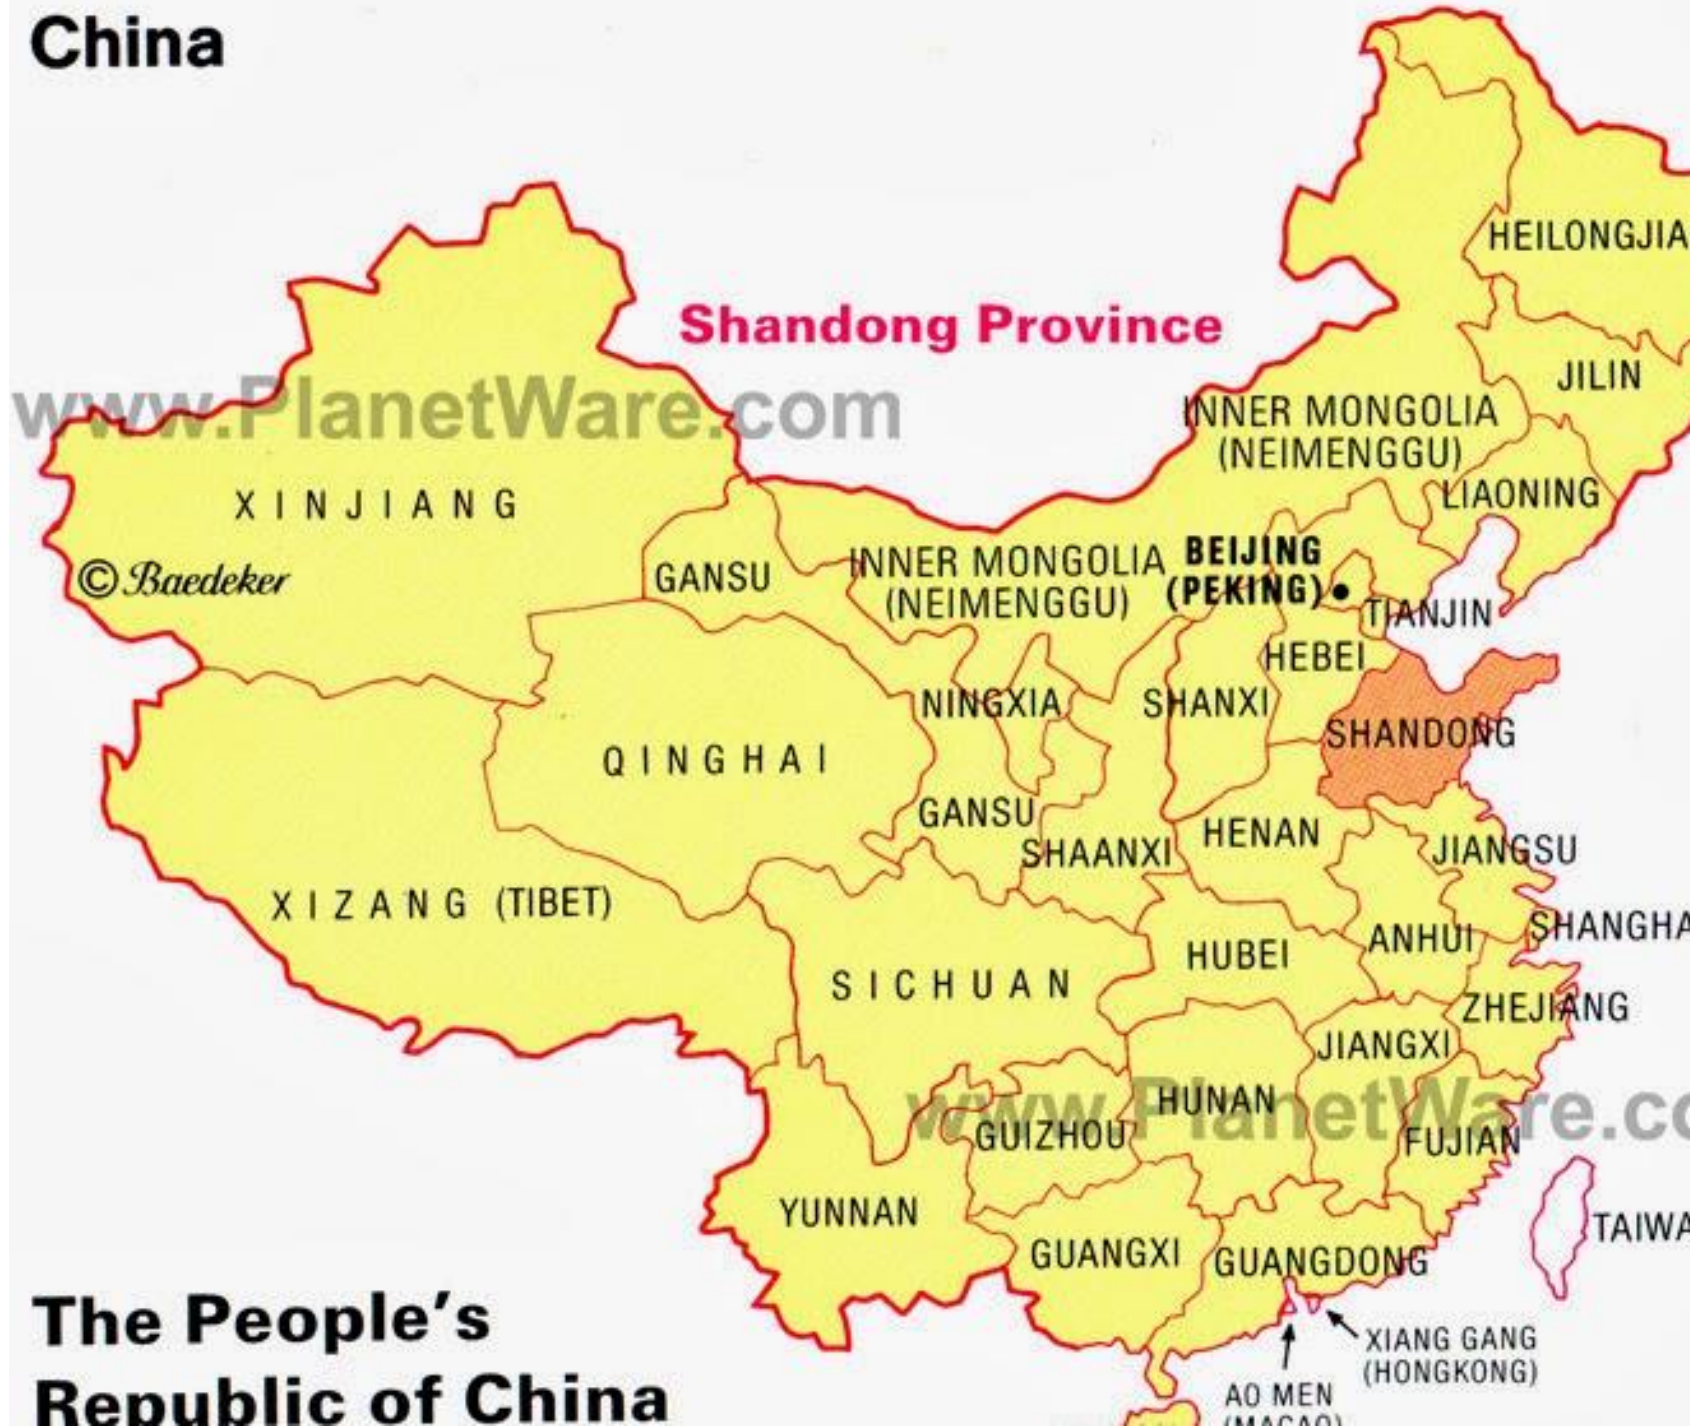 China
HEILONGJIA
Shandong Province
JILIN
www.PlanetWare.com
INNER MONGOLIA
(NEIMENGGU)
LIAONING
XINJIANG
BEIJING
(PEKING)
INNER MONGOLIA
(NEIMENGGU)
GANSU
© Baedeker
TIANJIN
HEBEI
NINGXIA
SHANXI
SHANDONG
QINGHAI
GANSU
HENAN
SHAANXI
JIANGSU
XIZANG (TIBET)
SHANGHA
ANHUI
HUBEI
SICHUAN
ZHEJIANG
JIANGXI
HUNAN
www.PlanetWare.co
GUIZHOU
FUJIAN
YUNNAN
TAIWA
GUANGXI
GUANGDONG
The People's
Republic of China
XIANG GANG
(HONGKONG)
AO MEN
(MACAO)